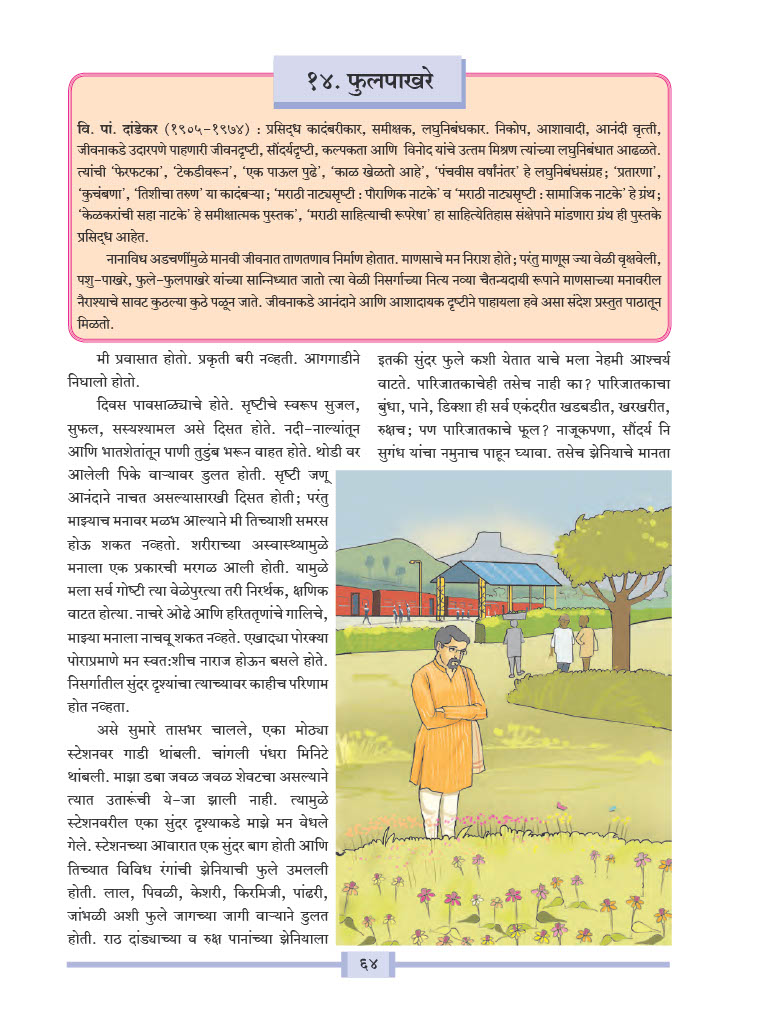 १४. फुलपाखरे
वि. पां. दांडेकर (१९०५-१९७४) : प्रसिद्ध कादंबरीकार, समीक्षक, लघुनिबंधकार. निकोप, आशावादी, आनंदी वृत्ती,
जीवनाकडे उदारपणे पाहणारी जीवनदृष्टी, सौंदर्यदृष्टी, कल्पकता आणि विनोद यांचे उत्तम मिश्रण त्यांच्या लघुनिबंधात आढळते.
त्यांची ‘फेरफटका’, ‘टेकडीवरून’, ‘एक पाऊल पुढे’, ‘काळ खेळतो आहे’, ‘पंचवीस वर्षांनंतर’ हे लघुनिबंधसंग्रह; ‘प्रतारणा’,
‘कुचंबणा’, ‘तिशीचा तरुण’ या कादंबऱ्या; ‘मराठी नाट्यसृष्टी : पौराणिक नाटके’ व ‘मराठी नाट्यसृष्टी : सामाजिक नाटके’ हे ग्रंथ;
‘केळकरांची सहा नाटके’ हे समीक्षात्मक पुस्तक’, ‘मराठी साहित्याची रूपरेषा’ हा साहित्येतिहास संक्षेपाने मांडणारा ग्रंथ ही पुस्तके
प्रसिद्ध आहेत.
नानाविध अडचणींमुळे मानवी जीवनात ताणतणाव निर्माण होतात. माणसाचे मन निराश होते; परंतु माणूस ज्या वेळी वृक्षवेली,
पशु-पाखरे, फुले-फुलपाखरे यांच्या सान्निध्यात जातो त्या वेळी निसर्गाच्या नित्य नव्या चैतन्यदायी रूपाने माणसाच्या मनावरील
नैराश्याचे सावट कुठल्या कुठे पळून जाते. जीवनाकडे आनंदाने आणि आशादायक दृष्टीने पाहायला हवे असा संदेश प्रस्तुत पाठातून
मिळतो.
मी प्रवासात होतो. प्रकृती बरी नव्हती. आगगाडीने
निघालो होतो.
दिवस पावसाळ्याचे होते. सृष्टीचे स्वरूप सुजल,
सुफल, सस्यश्यामल असे दिसत होते. नदी-नाल्यांतून
आणि भातशेतांतून पाणी तुडुंब भरून वाहत होते. थोडी वर
आलेली पिके वाऱ्यावर डुलत होती. सृष्टी जणू
आनंदाने नाचत असल्यासारखी दिसत होती; परंतु
माझ्याच मनावर मळभ आल्याने मी तिच्याशी समरस
होऊ शकत नव्हतो. शरीराच्या अस्वास्थ्यामुळे
मनाला एक प्रकारची मरगळ आली होती. यामुळे
मला सर्व गोष्टी त्या वेळेपुरत्या तरी निरर्थक, क्षणिक
वाटत होत्या. नाचरे ओढे आणि हरिततृणांचे गालिचे,
माझ्या मनाला नाचवू शकत नव्हते. एखाद्या पोरक्या
पोराप्रमाणे मन स्वत:शीच नाराज होऊन बसले होते.
निसर्गातील सुंदर दृश्यांचा त्याच्यावर काहीच परिणाम
होत नव्हता.
असे सुमारे तासभर चालले, एका मोठ्या
स्टेशनवर गाडी थांबली. चांगली पंधरा मिनिटे
थांबली. माझा डबा जवळ जवळ शेवटचा असल्याने
त्यात उतारूंची ये-जा झाली नाही. त्यामुळे
स्टेशनवरील एका सुंदर दृश्याकडे माझे मन वेधले
गेले. स्टेशनच्या आवारात एक सुंदर बाग होती आणि
तिच्यात विविध रंगांची झेनियाची फुले उमलली
होती. लाल, पिवळी, केशरी, किरमिजी, पांढरी,
जांभळी अशी फुले जागच्या जागी वाऱ्याने डुलत
होती. राठ दांड्याच्या व रुक्ष पानांच्या झेनियाला
इतकी सुंदर फुले कशी येतात याचे मला नेहमी आश्चर्य
वाटते. पारिजातकाचेही तसेच नाही का? पारिजातकाचा
बुंधा, पाने, डिक्शा ही सर्व एकंदरीत खडबडीत, खरखरीत,
रुक्षच; पण पारिजातकाचे फूल? नाजूकपणा, सौंदर्य नि
सुगंध यांचा नमुनाच पाहून घ्यावा. तसेच झेनियाचे मानता
६४